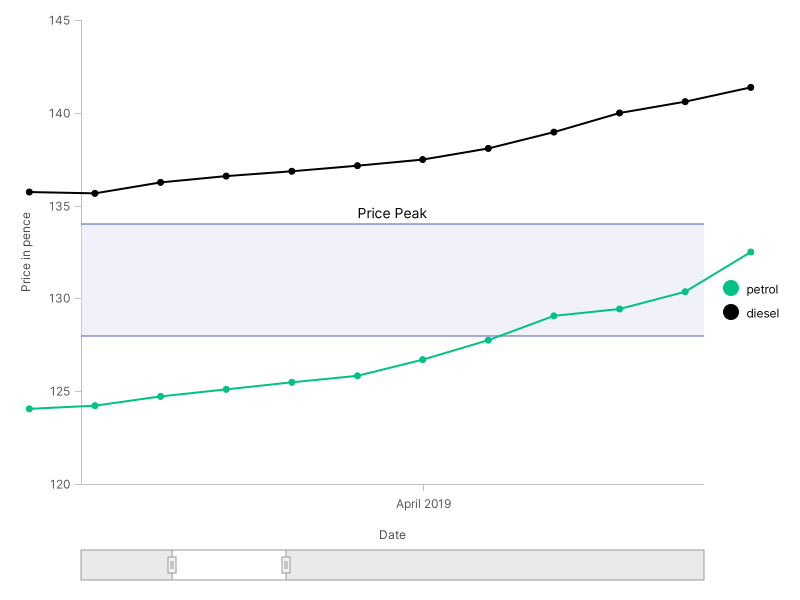 145
140
135
130
125
120
Price in pence
Price Peak
petrol
diesel
April 2019
Date